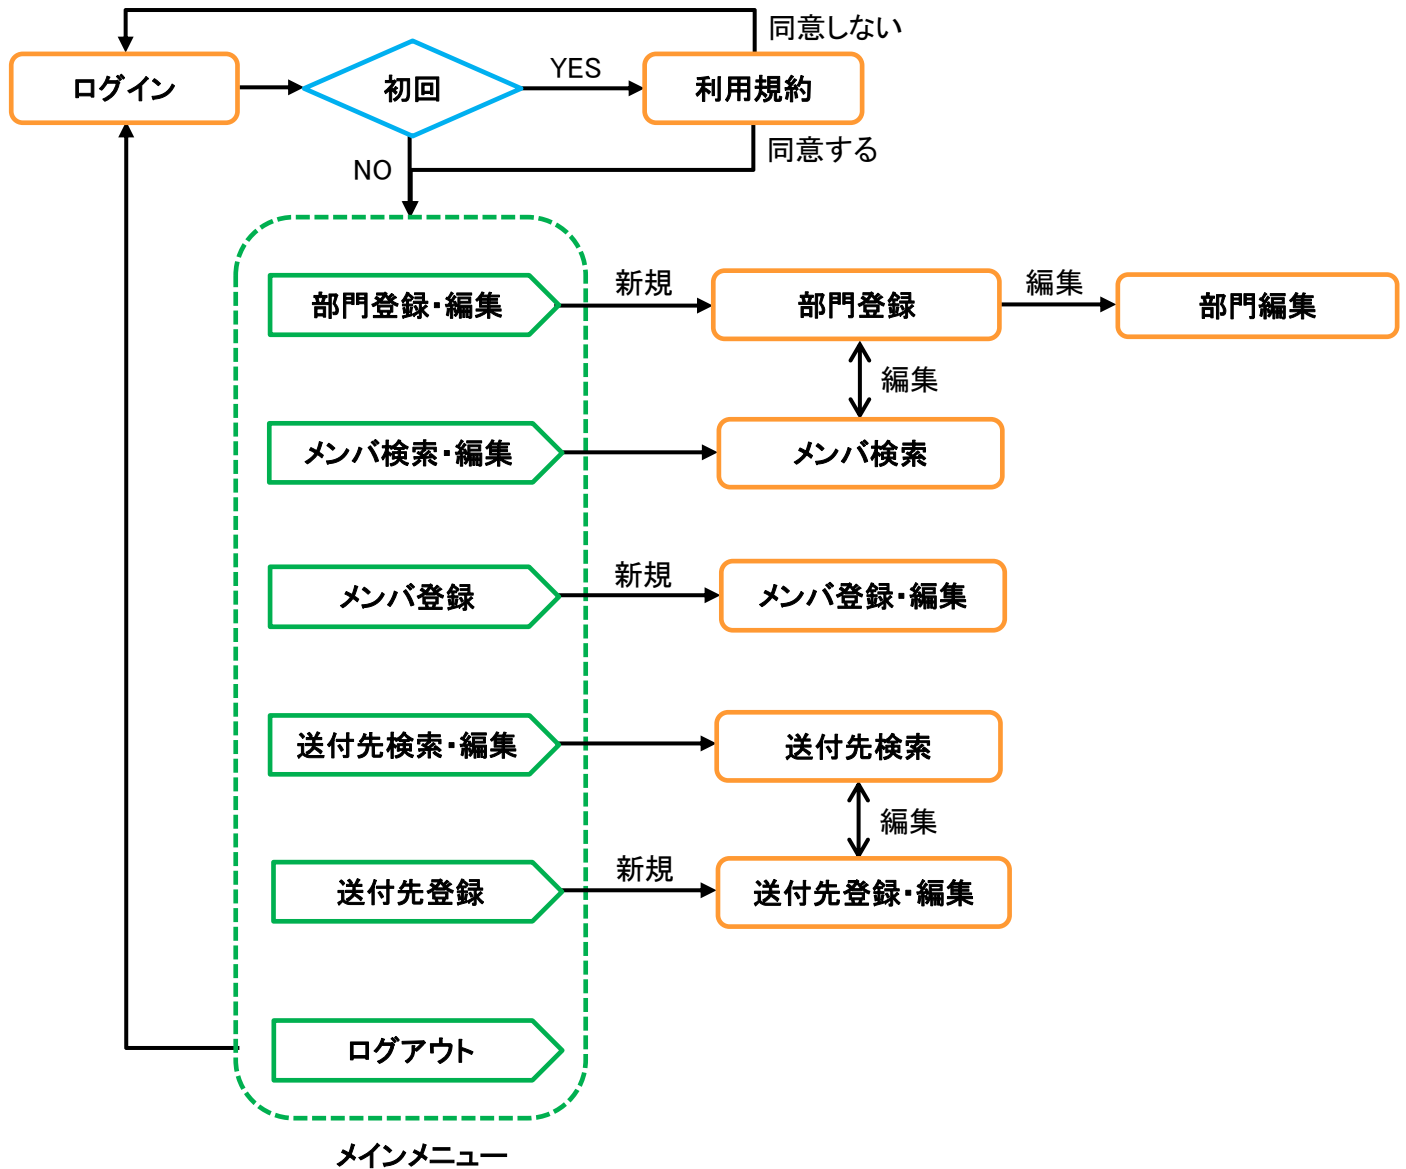 同意しない
ログイン
初回
YES
利用規約
同意する
NO
部門登録・編集
新規
部門登録
編集
部門編集
編集
メンバ検索・編集
メンバ検索
メンバ登録
新規
メンバ登録・編集
送付先検索・編集
送付先検索
編集
送付先登録
新規
送付先登録・編集
ログアウト
メインメニュー